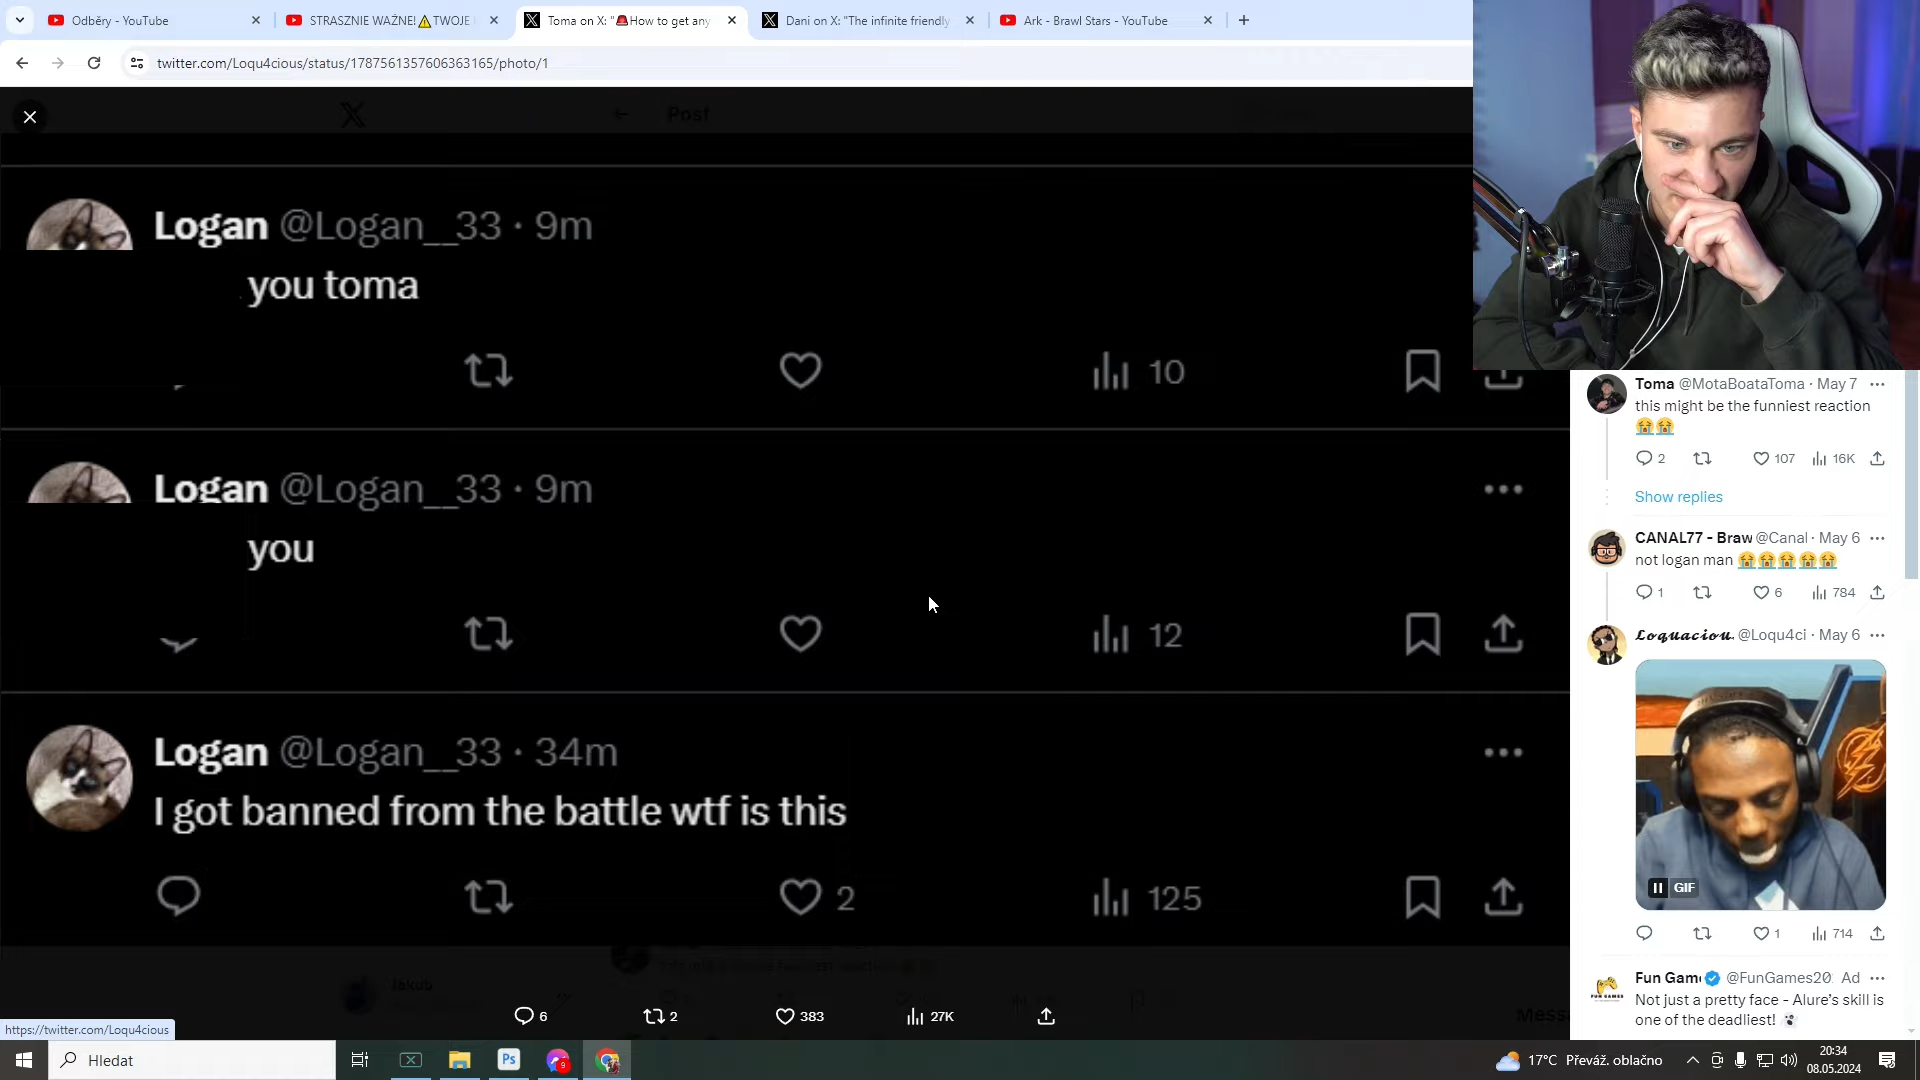 Odběry - YouTube
STRASZNIE WAŻNE!⚠️TWOJE
Toma on X: "🚨How to get any
Dani on X: "The infinite friendly
Ark - Brawl Stars - YouTube
twitter.com/Loqu4cious/status/1787561357606363165/photo/1
Post
Logan @Logan__33 · 9m
you toma
10
Logan @Logan__33 · 9m
you
12
Logan @Logan__33 · 34m
I got banned from the battle wtf is this
2
125
6
2
383
27K
Toma @MotaBoataToma · May 7
this might be the funniest reaction
😭😭
2
107
16K
Show replies
CANAL77 - Braw @Canal · May 6
not logan man 😭😭😭😭😭
1
6
784
𝓛𝓸𝓺𝓾𝓪𝓬𝓲𝓸𝓾. @Loqu4ci · May 6
GIF
1
714
Fun Gam @FunGames20 Ad
Not just a pretty face - Alure's skill is
one of the deadliest!
Jakub
https://twitter.com/Loqu4cious
Hledat
Ps
9
17°C Převáž. oblačno
20:34
08.05.2024